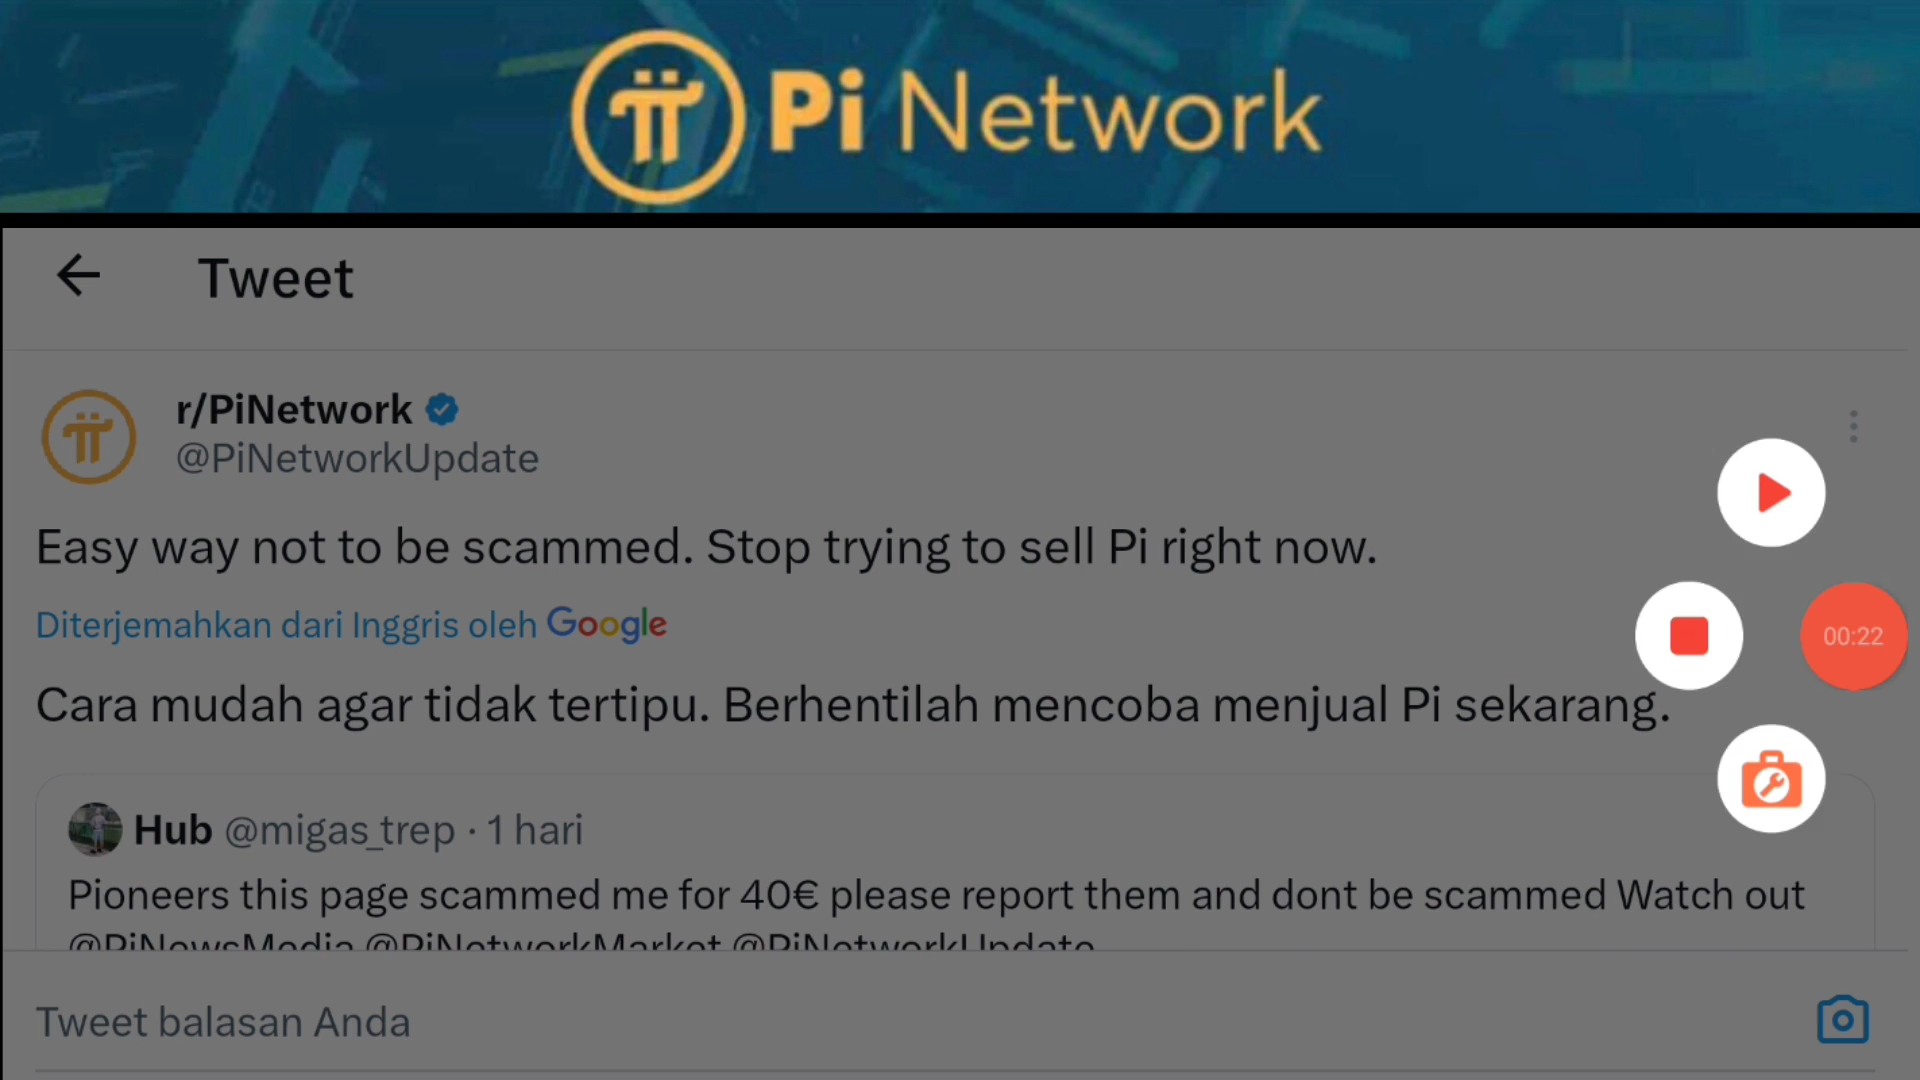 Pi Network
Tweet
r/PiNetwork
@PiNetworkUpdate
Easy way not to be scammed. Stop trying to sell Pi right now.
Diterjemahkan dari Inggris oleh Google
00:22
Cara mudah agar tidak tertipu. Berhentilah mencoba menjual Pi sekarang.
Hub @migas_trep · 1 hari
Pioneers this page scammed me for 40€ please report them and dont be scammed Watch out
@PiNewsMedia @PiNetworkMarket @PiNetworkUpdate
Tweet balasan Anda